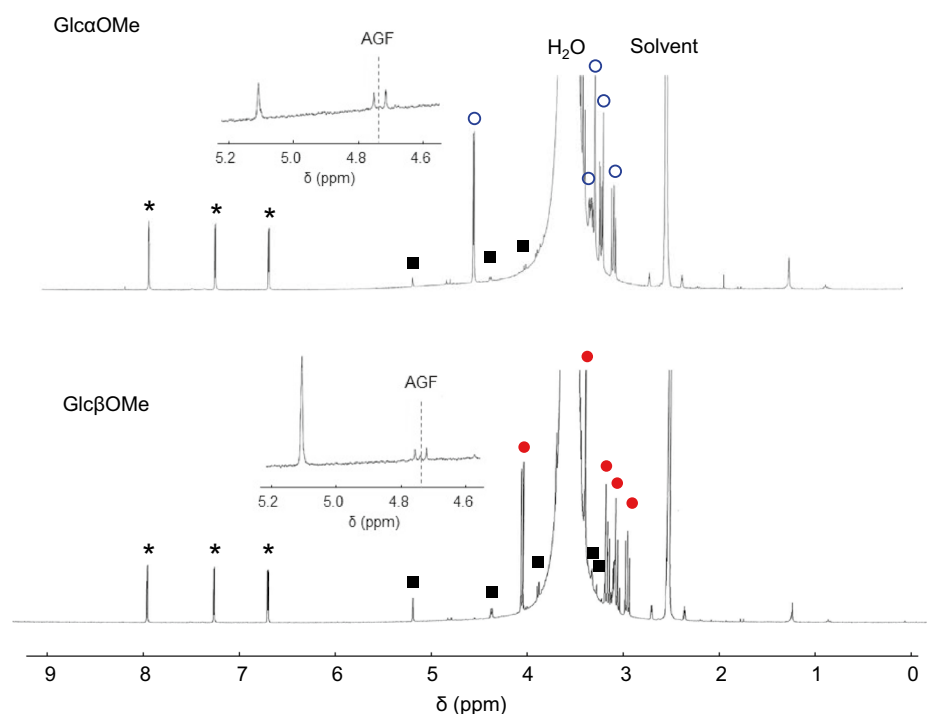 GlcαOMe
H₂O
Solvent
AGF
5.2 5.0 4.8 4.6
δ (ppm)
* * *
GlcβOMe
AGF
5.2 5.0 4.8 4.6
δ (ppm)
* * *
9 8 7 6 5 4 3 2 1 0
δ (ppm)